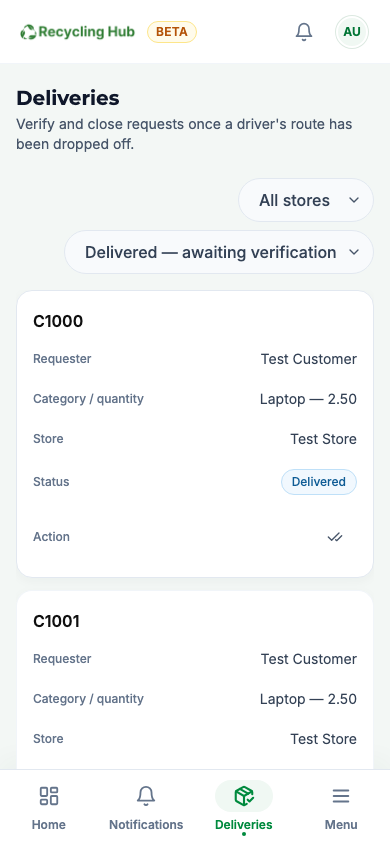 Recycling Hub BETA AU
Deliveries
Verify and close requests once a driver's route has
been dropped off.
All stores
Delivered — awaiting verification
C1000
Requester Test Customer
Category / quantity Laptop — 2.50
Store Test Store
Status Delivered
Action
C1001
Requester Test Customer
Category / quantity Laptop — 2.50
Store Test Store
Home Notifications Deliveries Menu